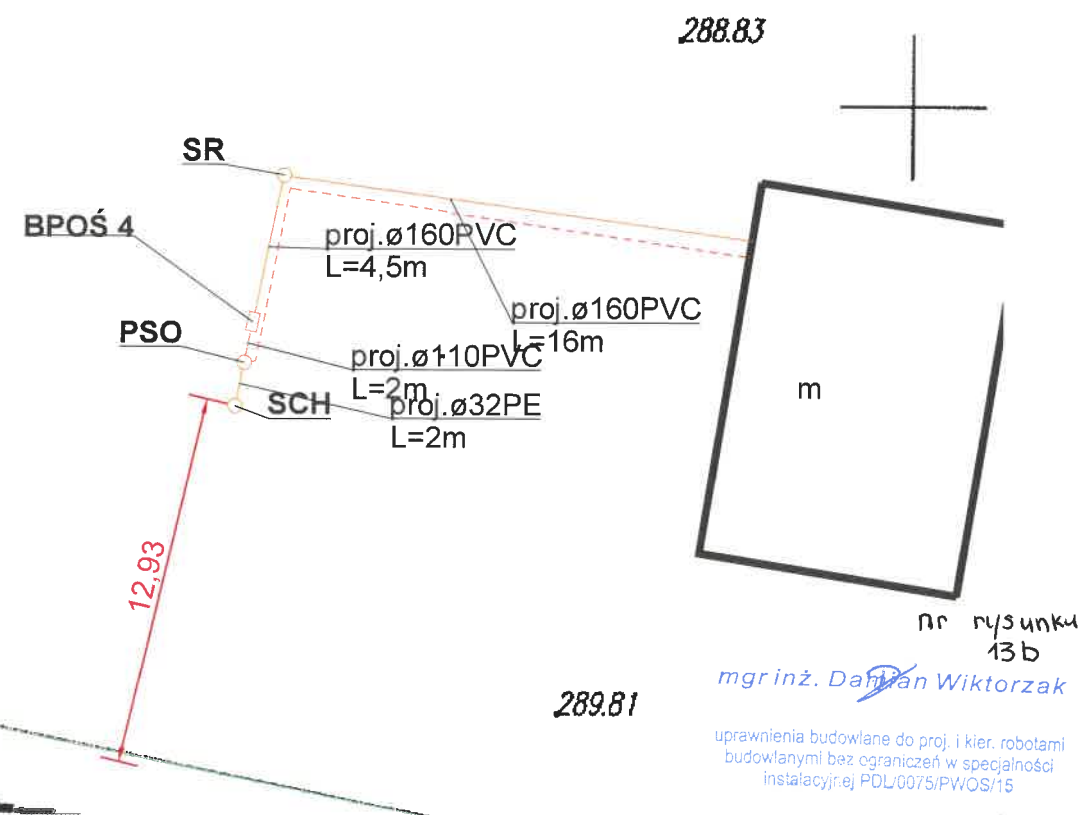 288.83
SR
BPOŚ 4
proj.ø160PVC
L=4,5m
proj.ø160PVC
L=16m
PSO
proj.ø110PVC
L=2m
SCH
proj.ø32PE
L=2m
m
12,93
nr rysunku
13b
mgr inż. Damian Wiktorzak
289.81
uprawnienia budowlane do proj. i kier. robotami
budowlanymi bez ograniczeń w specjalności
instalacyjnej PDL/0075/PWOS/15